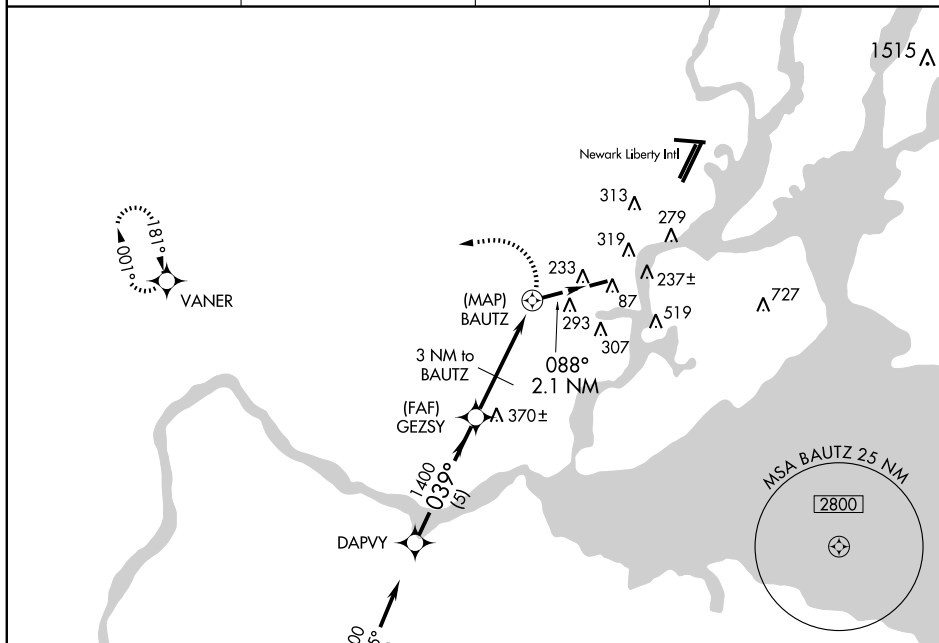 1515
Newark Liberty Intl
313
279
319
181°
001°
VANER
233
237±
(MAP)
BAUTZ
87
727
293
519
307
3 NM to
BAUTZ
088°
2.1 NM
(FAF)
GEZSY
370±
1400
039°
(5)
MSA BAUTZ 25 NM
2800
DAPVY